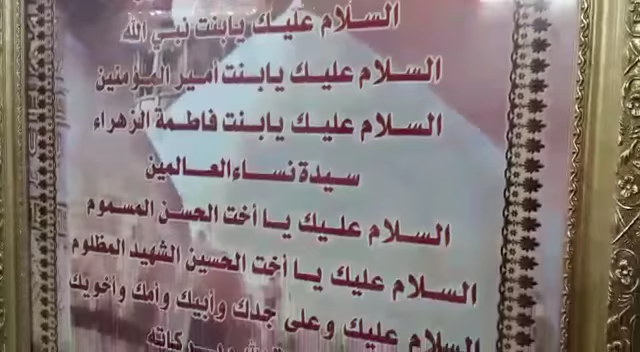 السلام عليك يابنت نبي الله
السلام عليك يابنت أمير المؤمنين
السلام عليك يابنت فاطمة الزهراء
سيدة نساء العالمين
السلام عليك يا أخت الحسن المسموم
السلام عليك يا أخت الحسين الشهيد المظلوم
السلام عليك وعلى جدك وأبيك وأمك وأخويك